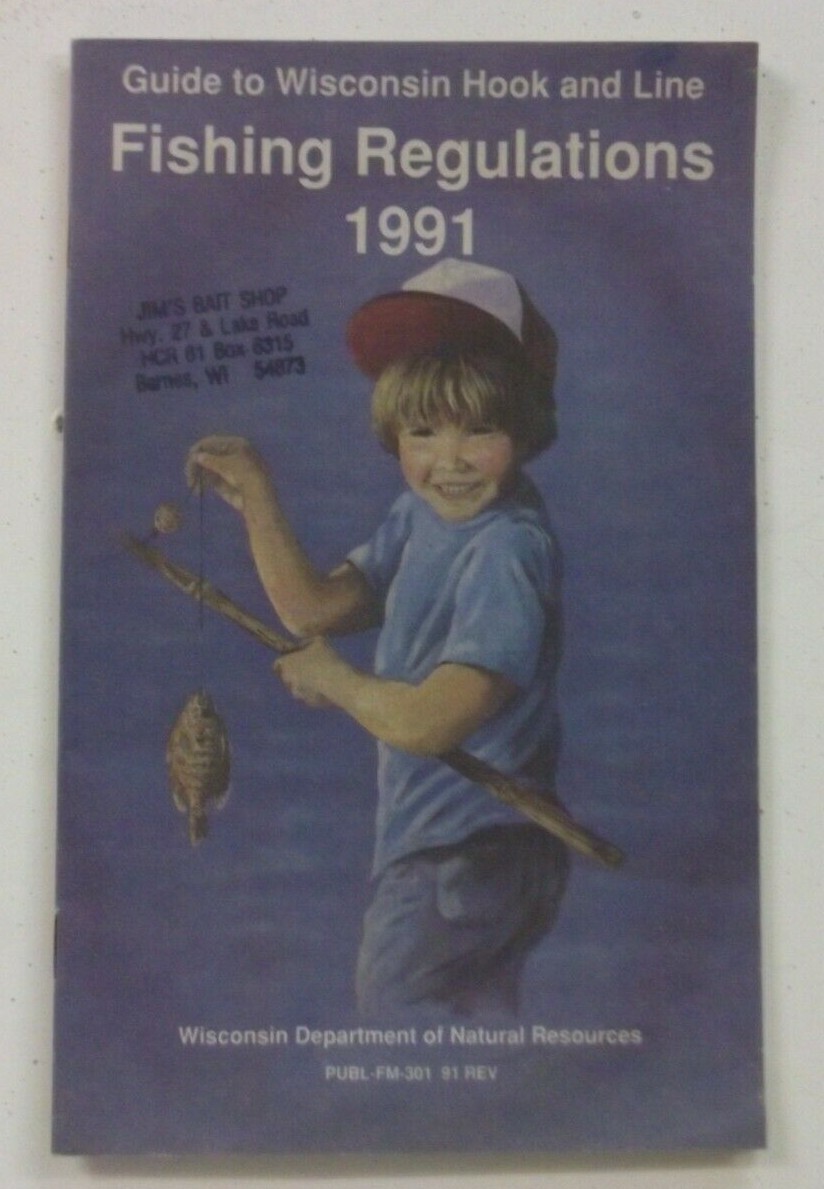 Guide to Wisconsin Hook and Line
Fishing Regulations
1991
JIM'S BAIT SHOP
Hwy. 27 & Lake Road
HCR 61 Box 6315
Barnes, WI 54873
Wisconsin Department of Natural Resources
PUBL-FM-301 91 REV